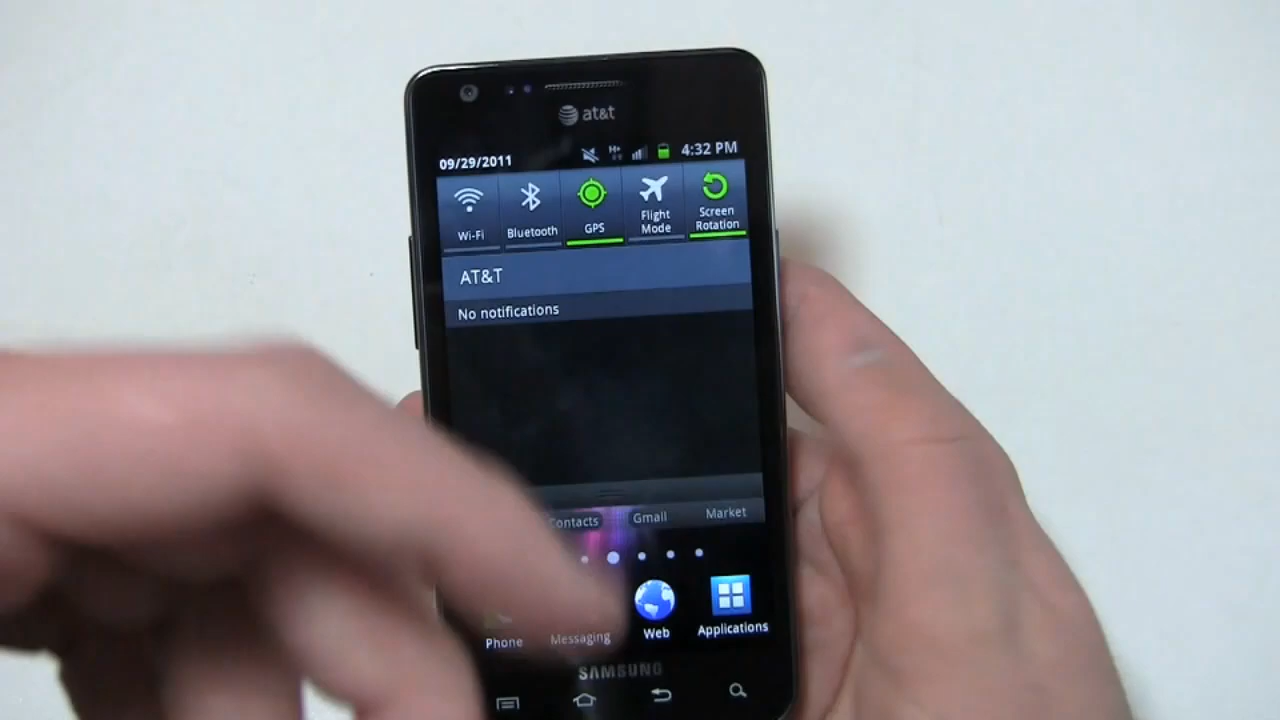 at&t
09/29/2011 H+ 4:32 PM
Wi-Fi Bluetooth GPS Flight Mode Screen Rotation
AT&T
No notifications
Contacts Gmail Market
Phone Messaging Web Applications
SAMSUNG